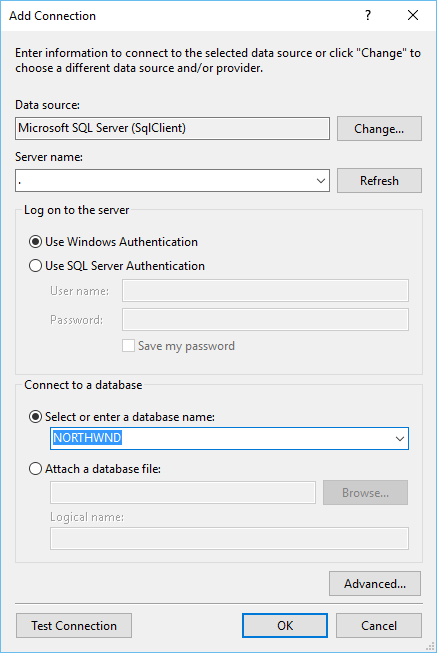 Add Connection
?
Enter information to connect to the selected data source or click "Change" to
choose a different data source and/or provider.
Data source:
Microsoft SQL Server (SqlClient)
Change...
Server name:
.
Refresh
Log on to the server
Use Windows Authentication
Use SQL Server Authentication
User name:
Password:
Save my password
Connect to a database
Select or enter a database name:
NORTHWND
Attach a database file:
Browse...
Logical name:
Advanced...
Test Connection
OK
Cancel